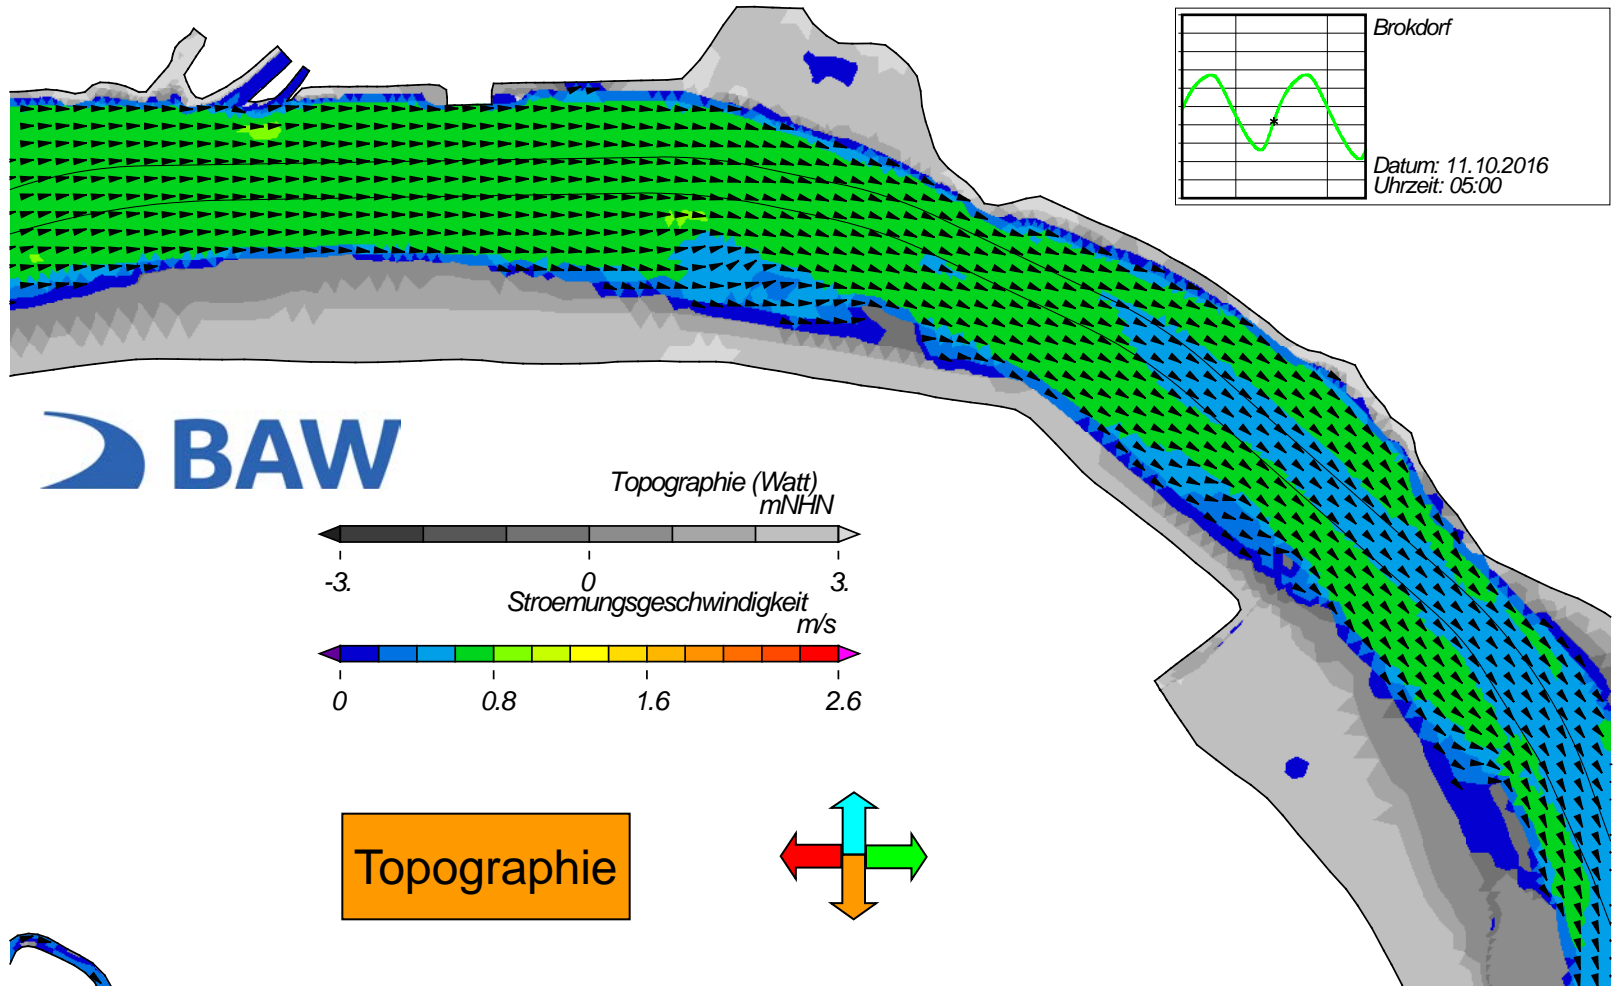 Brokdorf
Datum: 11.10.2016
Uhrzeit: 05:00
BAW
Topographie (Watt)
mNHN
-3. 0 3.
Stroemungsgeschwindigkeit
m/s
0 0.8 1.6 2.6
Topographie